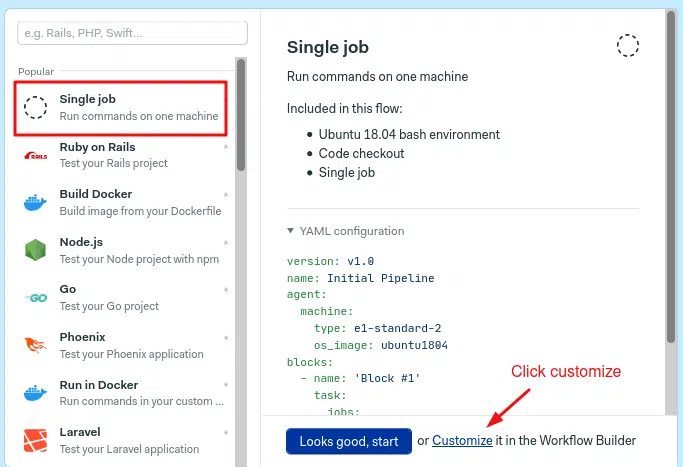 e.g. Rails, PHP, Swift...
Popular
Single job
Run commands on one machine
Ruby on Rails
Test your Rails project
Build Docker
Build image from your Dockerfile
Node.js
Test your Node project with npm
Go
Test your Go project
Phoenix
Test your Phoenix application
Run in Docker
Run commands in your custom ...
Laravel
Test your Laravel application
Single job
Run commands on one machine
Included in this flow:
• Ubuntu 18.04 bash environment
• Code checkout
• Single job
▼ YAML configuration
version: v1.0
name: Initial Pipeline
agent:
machine:
type: e1-standard-2
os_image: ubuntu1804
blocks:
- name: 'Block #1'
task:
jobs:
Click customize
Looks good, start or Customize it in the Workflow Builder